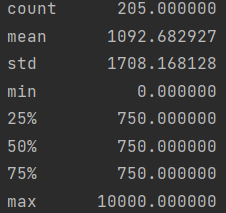 count 205.000000
mean 1092.682927
std 1708.168128
min 0.000000
25% 750.000000
50% 750.000000
75% 750.000000
max 10000.000000